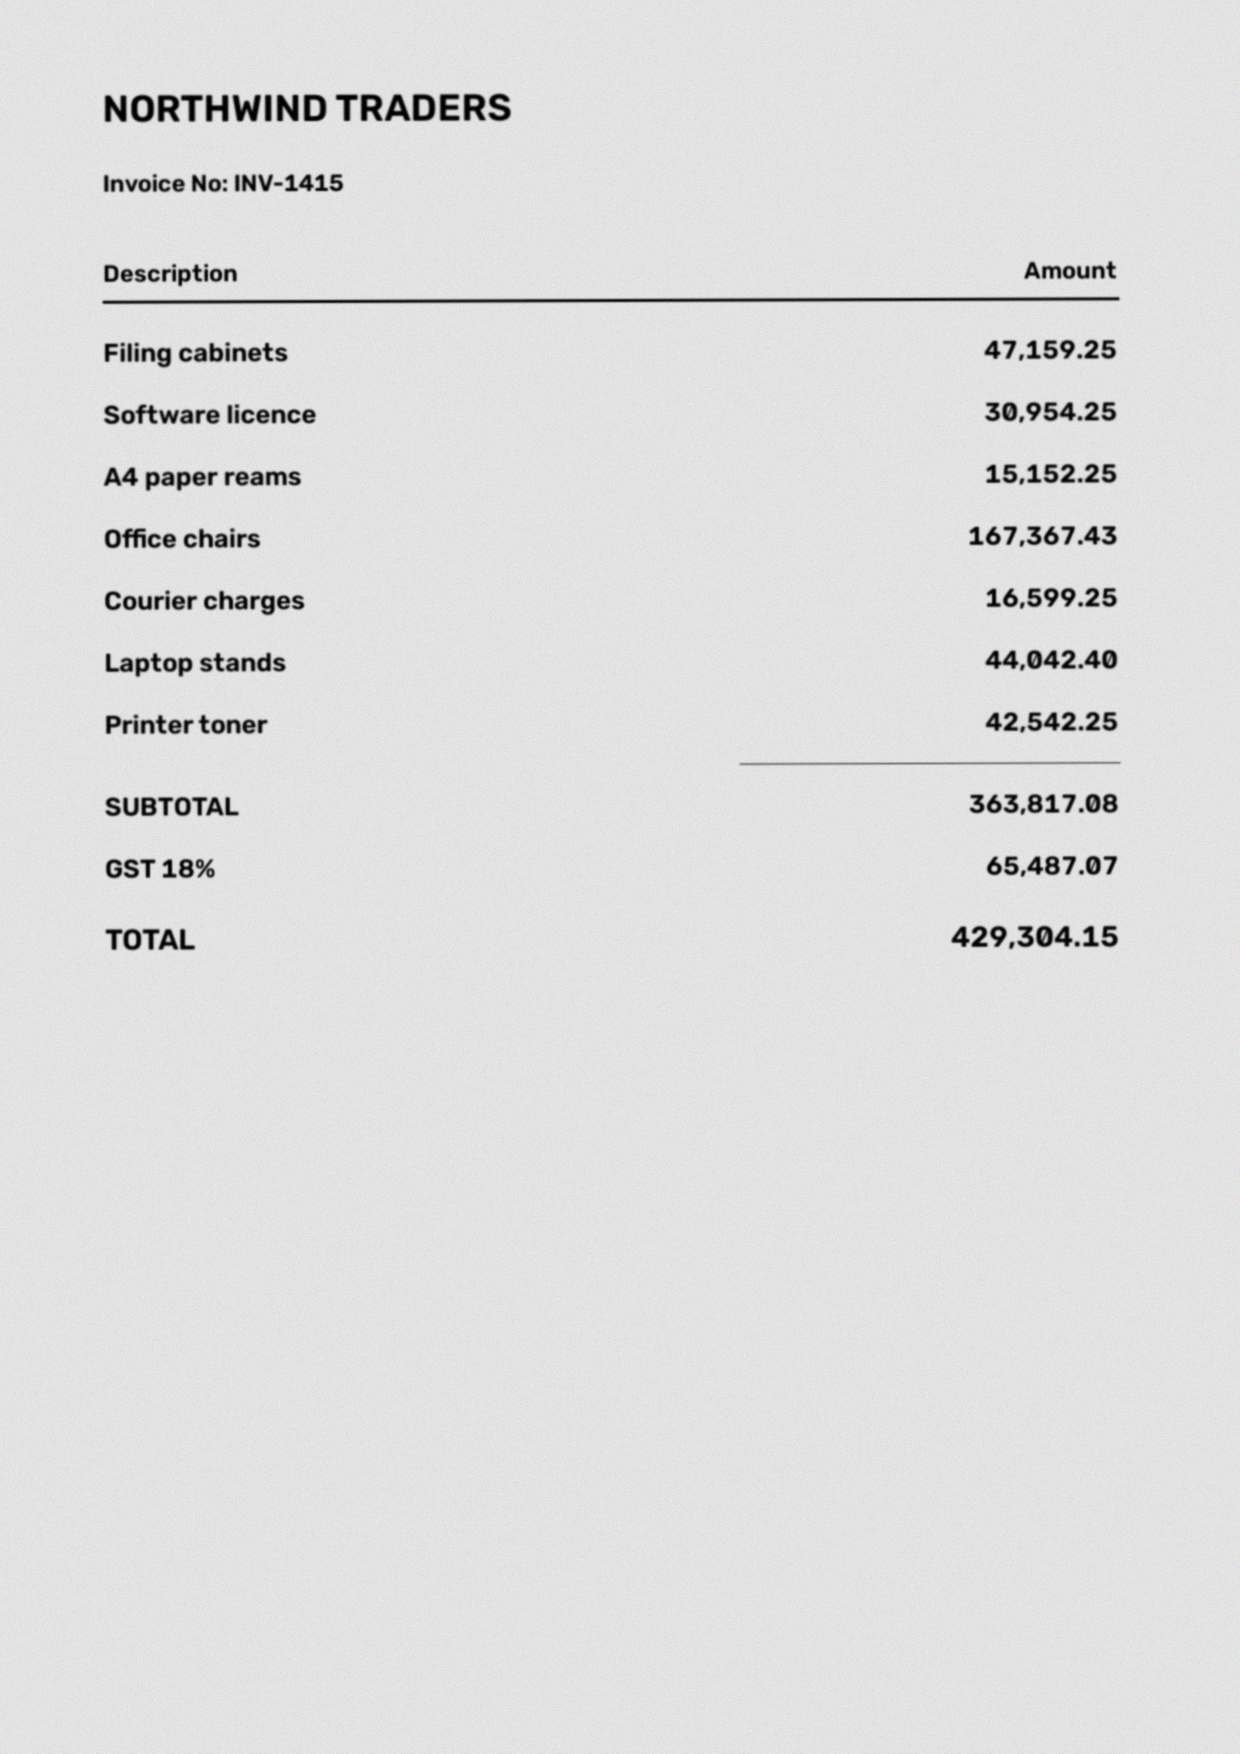 NORTHWIND TRADERS
Invoice No: INV-1415
Description Amount
Filing cabinets 47,159.25
Software licence 30,954.25
A4 paper reams 15,152.25
Office chairs 167,367.43
Courier charges 16,599.25
Laptop stands 44,042.40
Printer toner 42,542.25
SUBTOTAL 363,817.08
GST 18% 65,487.07
TOTAL 429,304.15